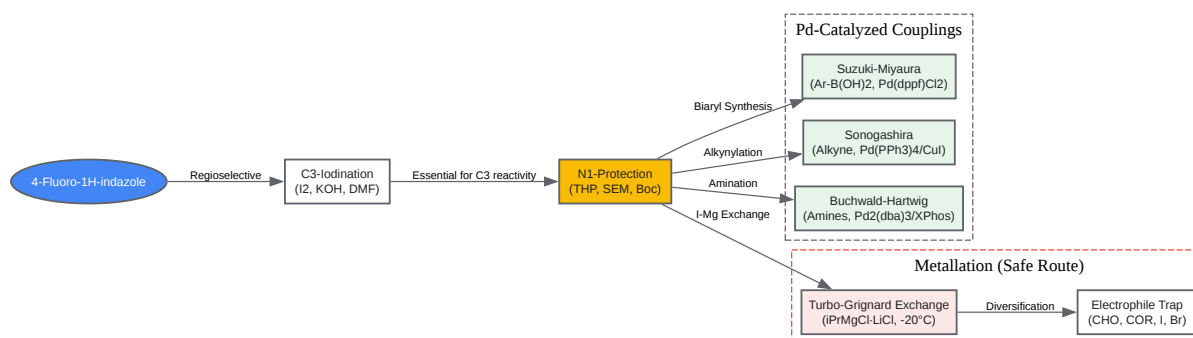 4-Fluoro-1H-indazole
Regioselective
C3-Iodination
(I2, KOH, DMF)
Essential for C3 reactivity
N1-Protection
(THP, SEM, Boc)
Biaryl Synthesis
Alkynylation
Amination
I-Mg Exchange
Pd-Catalyzed Couplings
Suzuki-Miyaura
(Ar-B(OH)2, Pd(dppf)Cl2)
Sonogashira
(Alkyne, Pd(PPh3)4/CuI)
Buchwald-Hartwig
(Amines, Pd2(dba)3/XPhos)
Metallation (Safe Route)
Turbo-Grignard Exchange
(iPrMgCl·LiCl, -20°C)
Diversification
Electrophile Trap
(CHO, COR, I, Br)